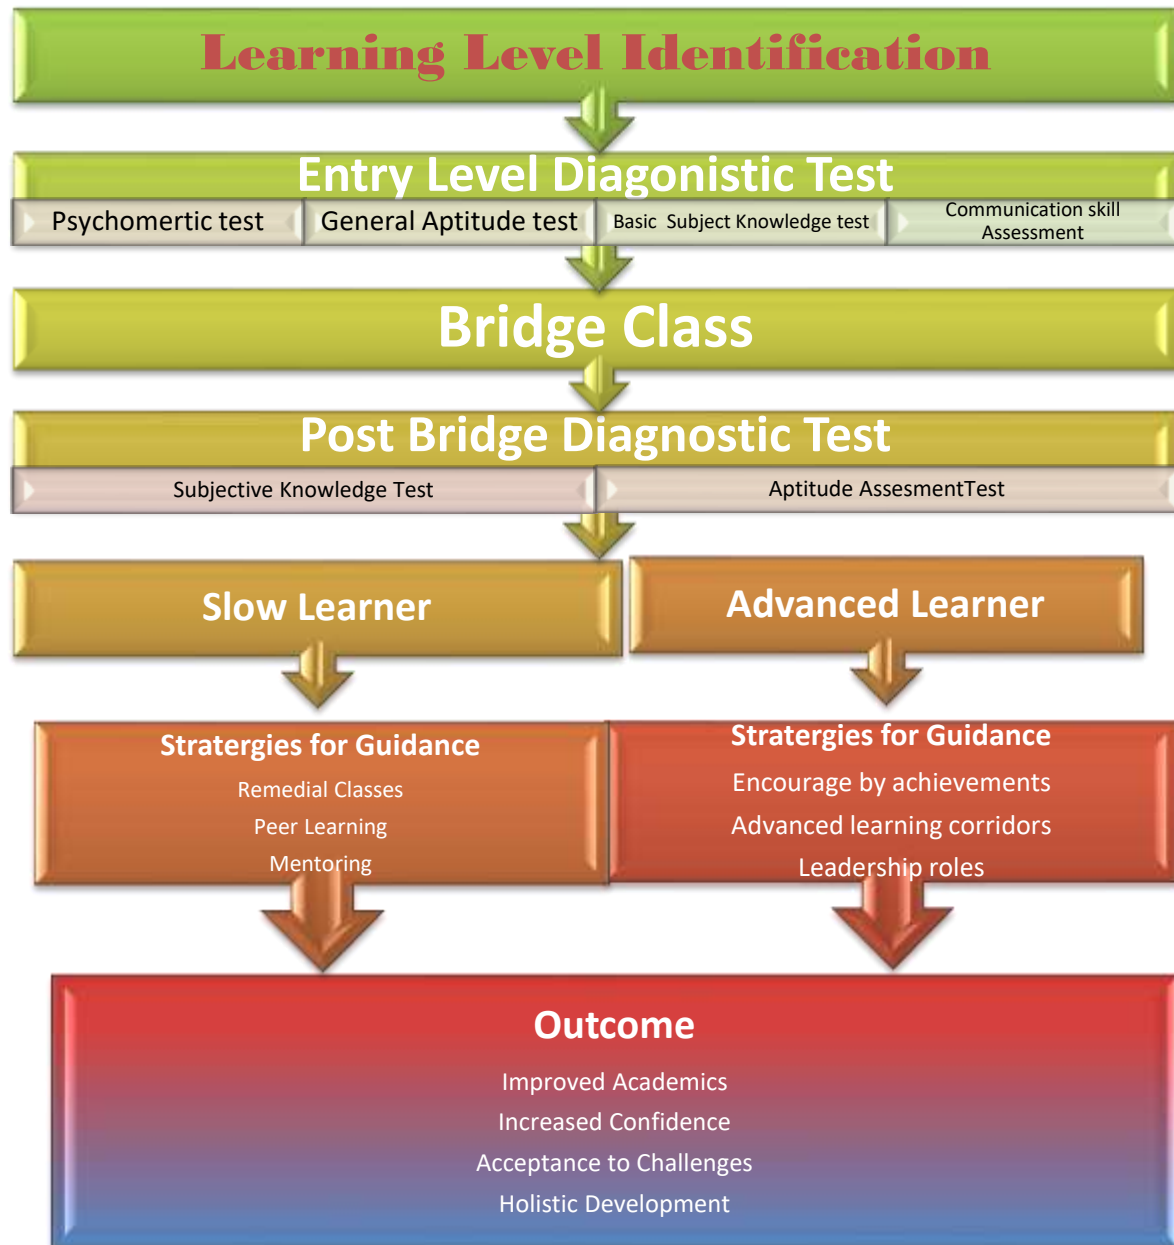 Learning Level Identification
Entry Level Diagonistic Test
Psychomertic test
General Aptitude test
Basic Subject Knowledge test
Communication skill
Assessment
Bridge Class
Post Bridge Diagnostic Test
Subjective Knowledge Test
Aptitude AssesmentTest
Slow Learner
Advanced Learner
Stratergies for Guidance
Remedial Classes
Peer Learning
Mentoring
Stratergies for Guidance
Encourage by achievements
Advanced learning corridors
Leadership roles
Outcome
Improved Academics
Increased Confidence
Acceptance to Challenges
Holistic Development